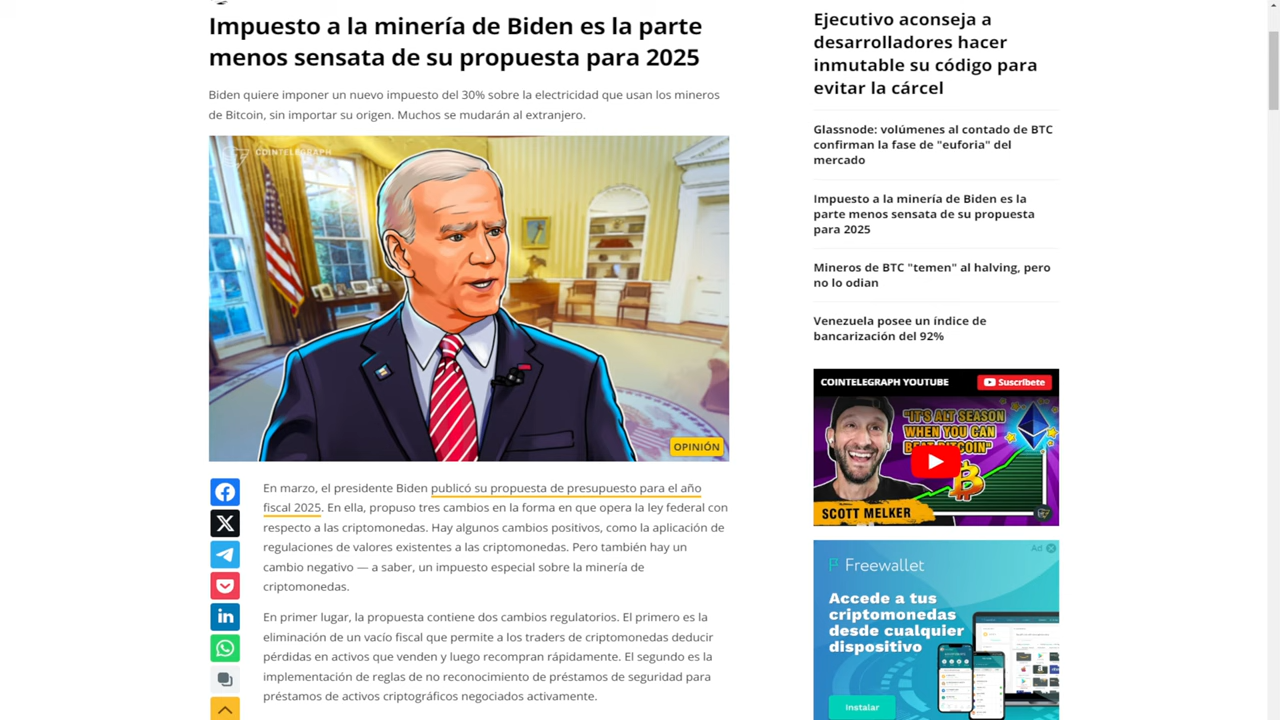 Impuesto a la minería de Biden es la parte
menos sensata de su propuesta para 2025
Biden quiere imponer un nuevo impuesto del 30% sobre la electricidad que usan los mineros
de Bitcoin, sin importar su origen. Muchos se mudarán al extranjero.
COINTELEGRAPH
OPINIÓN
En marzo, el presidente Biden publicó su propuesta de presupuesto para el año
fiscal 2025. En ella, propuso tres cambios en la forma en que opera la ley federal con
respecto a las criptomonedas. Hay algunos cambios positivos, como la aplicación de
regulaciones de valores existentes a las criptomonedas. Pero también hay un
cambio negativo — a saber, un impuesto especial sobre la minería de
criptomonedas.
En primer lugar, la propuesta contiene dos cambios regulatorios. El primero es la
eliminación de un vacío fiscal que permite a los traders de criptomonedas deducir
pérdidas de activos que venden y luego recompran rápidamente. El segundo es la
implementación de reglas de no reconocimiento de préstamos de seguridad para
préstamos de activos criptográficos negociados activamente.
Ejecutivo aconseja a
desarrolladores hacer
inmutable su código para
evitar la cárcel
Glassnode: volúmenes al contado de BTC
confirman la fase de "euforia" del
mercado
Impuesto a la minería de Biden es la
parte menos sensata de su propuesta
para 2025
Mineros de BTC "temen" al halving, pero
no lo odian
Venezuela posee un índice de
bancarización del 92%
COINTELEGRAPH YOUTUBE
Suscríbete
"IT'S ALT SEASON
WHEN YOU CAN
BEAT BITCOIN"
SCOTT MELKER
Ad
Freewallet
Accede a tus
criptomonedas
desde cualquier
dispositivo
Instalar